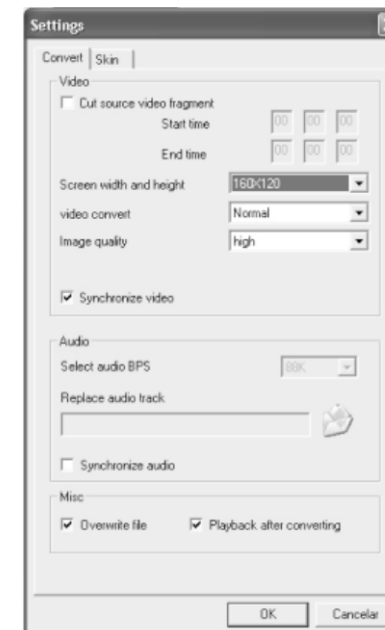 Settings
Convert Skin
Video
Cut source video fragment
Start time 00 00 00
End time 00 00 00
Screen width and height 160X120
video convert Normal
Image quality high
Synchronize video
Audio
Select audio BPS
Replace audio track
Synchronize audio
Misc
Overwrite file Playback after converting
OK Cancelar